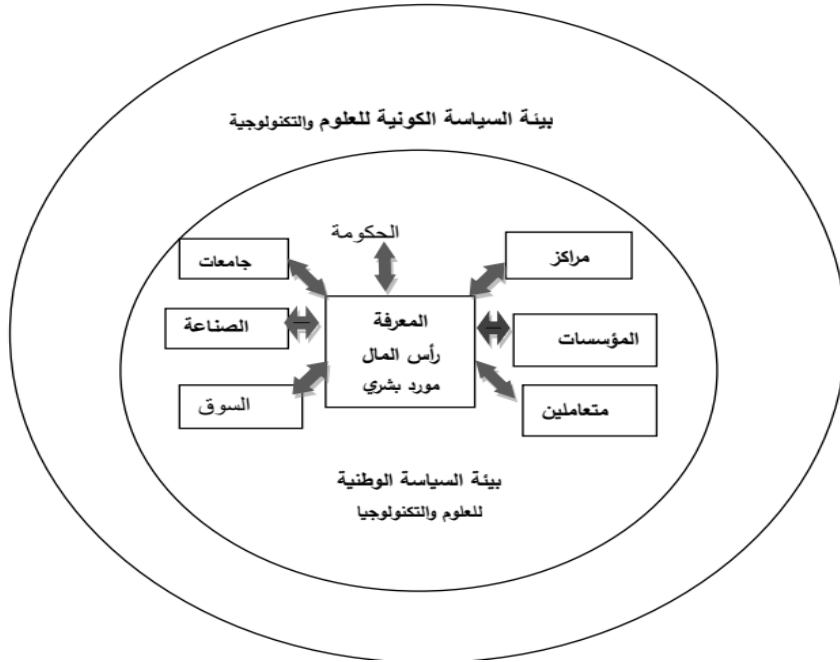 بيئة السياسة الكونية للعلوم والتكنولوجية
الحكومة
مراكز
جامعات
المعرفة
رأس المال
مورد بشري
المؤسسات
الصناعة
متعاملين
السوق
بيئة السياسة الوطنية
للعلوم والتكنولوجيا